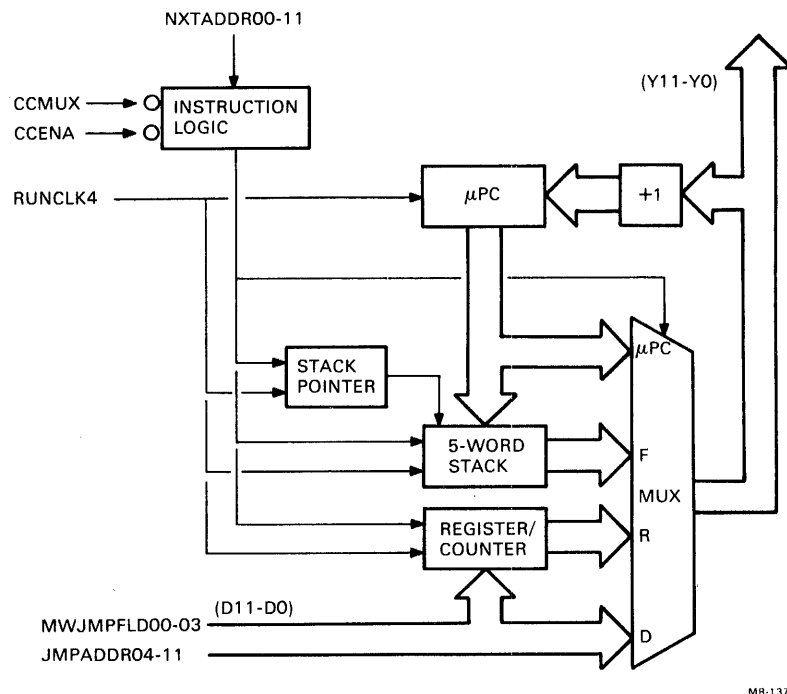 NXTADDR00-11
(Y11-Y0)
CCMUX
CCENA
INSTRUCTION
LOGIC
RUNCLK4
μPC
+1
μPC
STACK
POINTER
5-WORD
STACK
F
MUX
REGISTER/
COUNTER
R
(D11-D0)
MWJMPFLD00-03
D
JMPADDR04-11